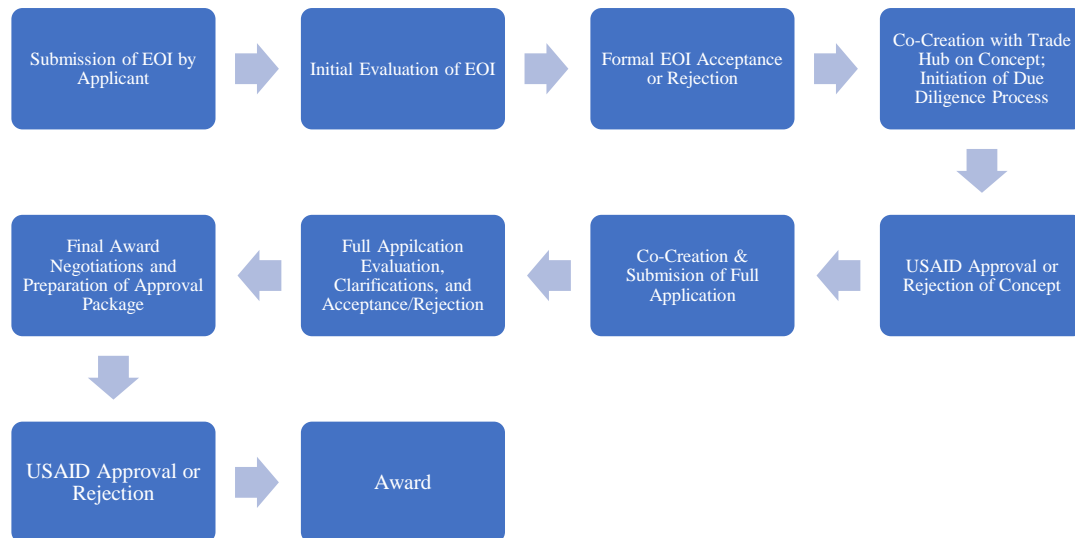 Submission of EOI by
Applicant
Initial Evaluation of EOI
Formal EOI Acceptance
or Rejection
Co-Creation with Trade
Hub on Concept;
Initiation of Due
Diligence Process
USAID Approval or
Rejection of Concept
Co-Creation &
Submision of Full
Application
Full Appilcation
Evaluation,
Clarifications, and
Acceptance/Rejection
Final Award
Negotiations and
Preparation of Approval
Package
USAID Approval or
Rejection
Award